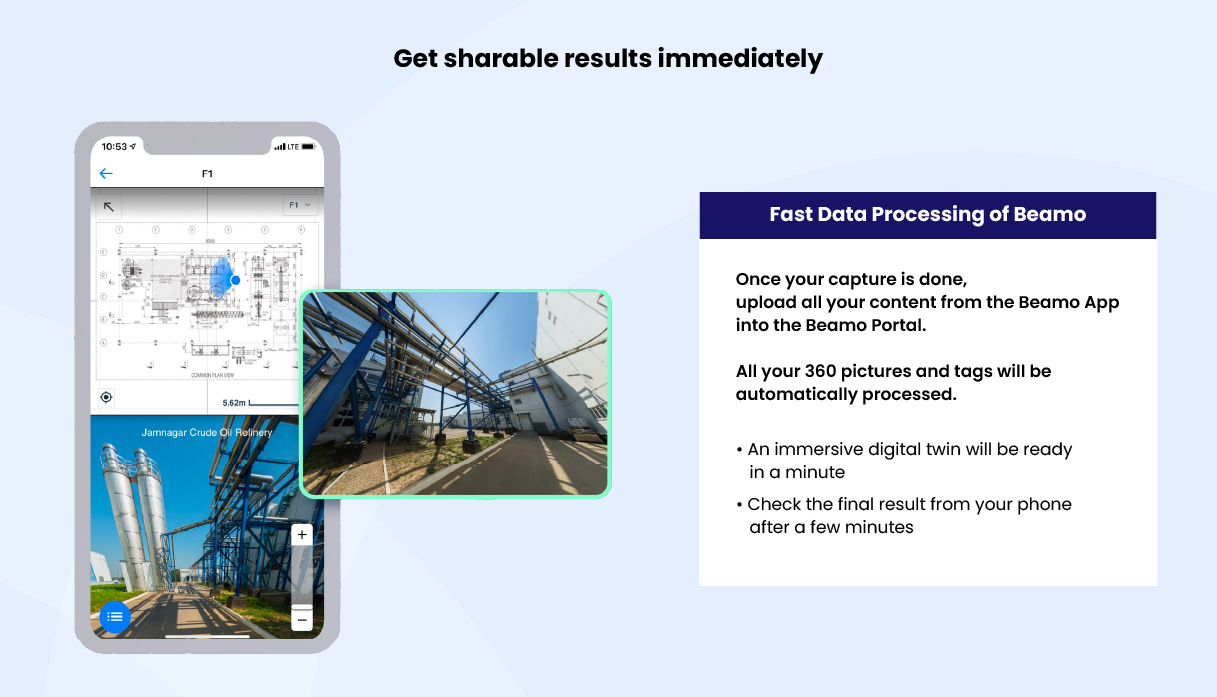 Get sharable results immediately
10:53
LTE
F1
F1
COMMON PLAN VIEW
5.62m
Jamnagar Crude Oil Refinery
+
−
Fast Data Processing of Beamo
Once your capture is done,
upload all your content from the Beamo App
into the Beamo Portal.
All your 360 pictures and tags will be
automatically processed.
• An immersive digital twin will be ready
in a minute
• Check the final result from your phone
after a few minutes